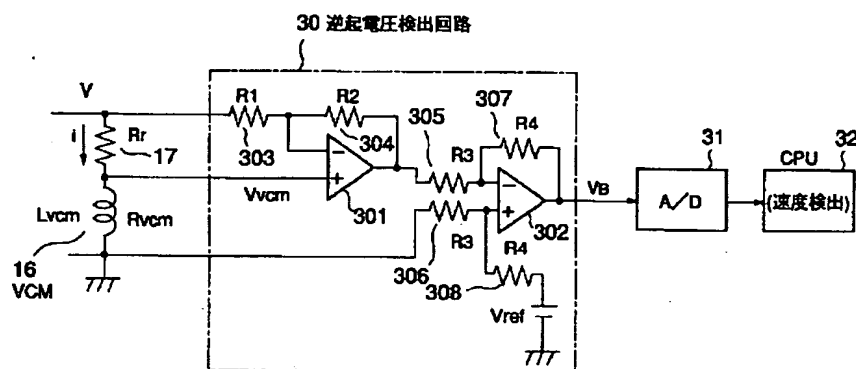 30 逆起電圧検出回路
V
R1
R2
307
R4
i
Rr
17
303
304
305
R3
31
32
CPU
Vvcm
301
VB
A/D
(速度検出)
Lvcm
Rvcm
302
306
R3
R4
308
16
VCM
Vref